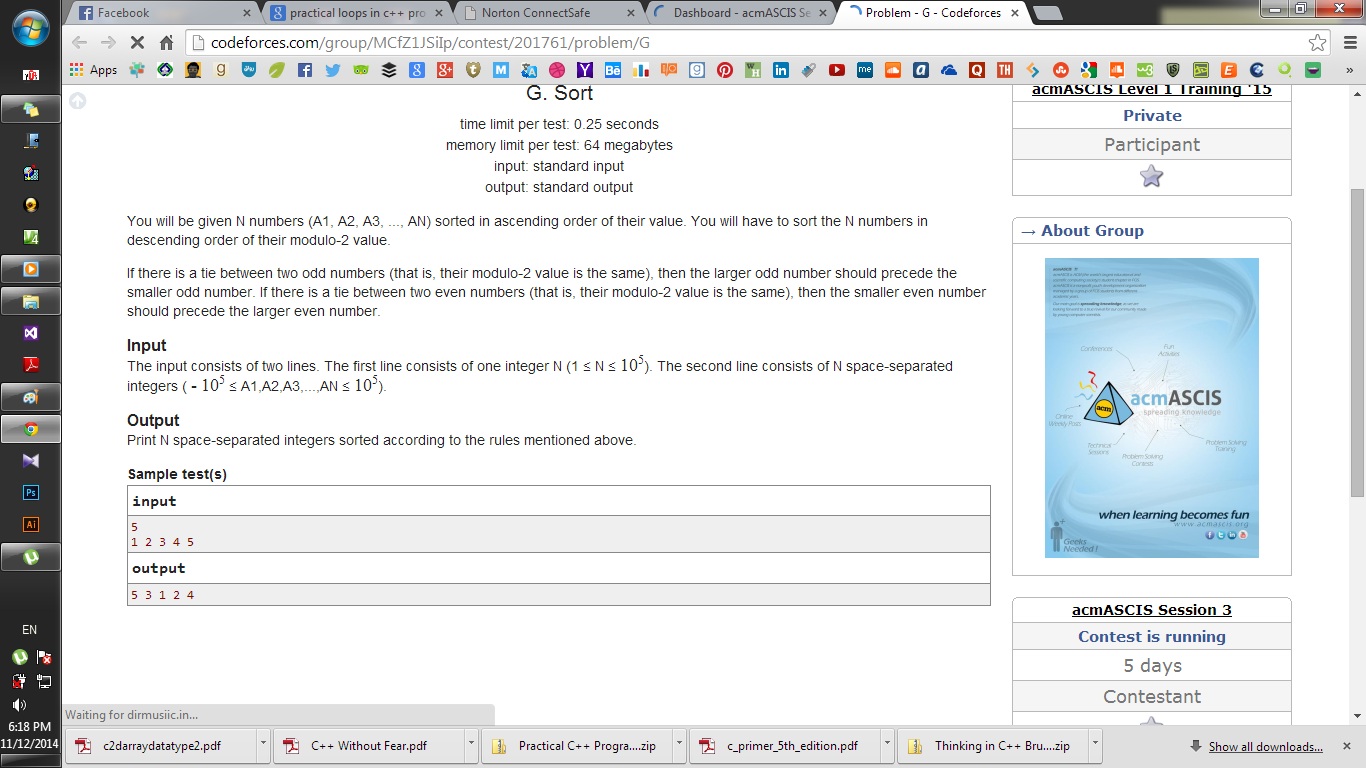 Facebook
practical loops in c++ pro
Norton ConnectSafe
Dashboard - acmASCIS Se
Problem - G - Codeforces
codeforces.com/group/MCfZ1JSiIp/contest/201761/problem/G
Apps
G. Sort
time limit per test: 0.25 seconds
memory limit per test: 64 megabytes
input: standard input
output: standard output
You will be given N numbers (A1, A2, A3, ..., AN) sorted in ascending order of their value. You will have to sort the N numbers in
descending order of their modulo-2 value.
If there is a tie between two odd numbers (that is, their modulo-2 value is the same), then the larger odd number should precede the
smaller odd number. If there is a tie between two even numbers (that is, their modulo-2 value is the same), then the smaller even number
should precede the larger even number.
Input
The input consists of two lines. The first line consists of one integer N (1 ≤ N ≤ 10^5). The second line consists of N space-separated
integers ( - 10^5 ≤ A1,A2,A3,...,AN ≤ 10^5).
Output
Print N space-separated integers sorted according to the rules mentioned above.
Sample test(s)
input
5
1 2 3 4 5
output
5 3 1 2 4
acmASCIS Level 1 Training '15
Private
Participant
→ About Group
Conferences
Fun
Activities
acmASCIS
spreading knowledge
acm
Online
Weekly Posts
Technical
Sessions
Problem Solving
Contests
Problem Solving
Training
when learning becomes fun
www.acmascis.org
Geeks
Needed !
acmASCIS Session 3
Contest is running
5 days
Contestant
Waiting for dirmusiic.in...
EN
6:18 PM
11/12/2014
c2darraydatatype2.pdf
C++ Without Fear.pdf
Practical C++ Progra....zip
c_primer_5th_edition.pdf
Thinking in C++ Bru....zip
Show all downloads...